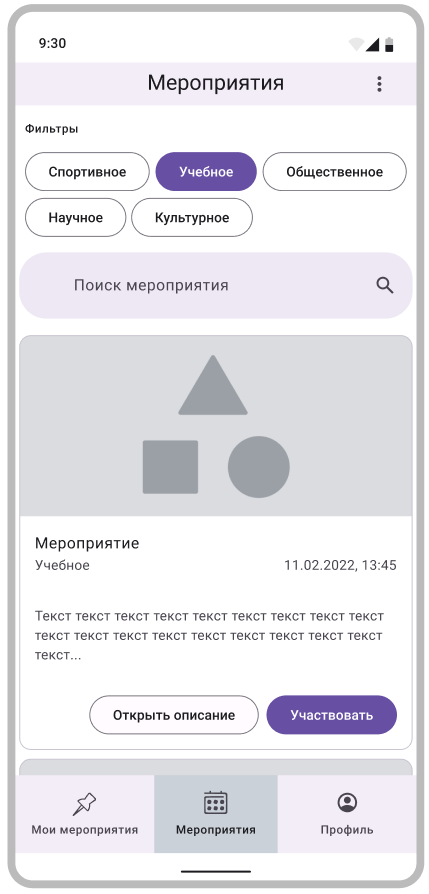 9:30
Мероприятия
Фильтры
Спортивное Учебное Общественное
Научное Культурное
Поиск мероприятия
Мероприятие
Учебное 11.02.2022, 13:45
Текст текст текст текст текст текст текст текст текст
текст текст текст текст текст текст текст текст текст
текст...
Открыть описание Участвовать
Мои мероприятия Мероприятия Профиль